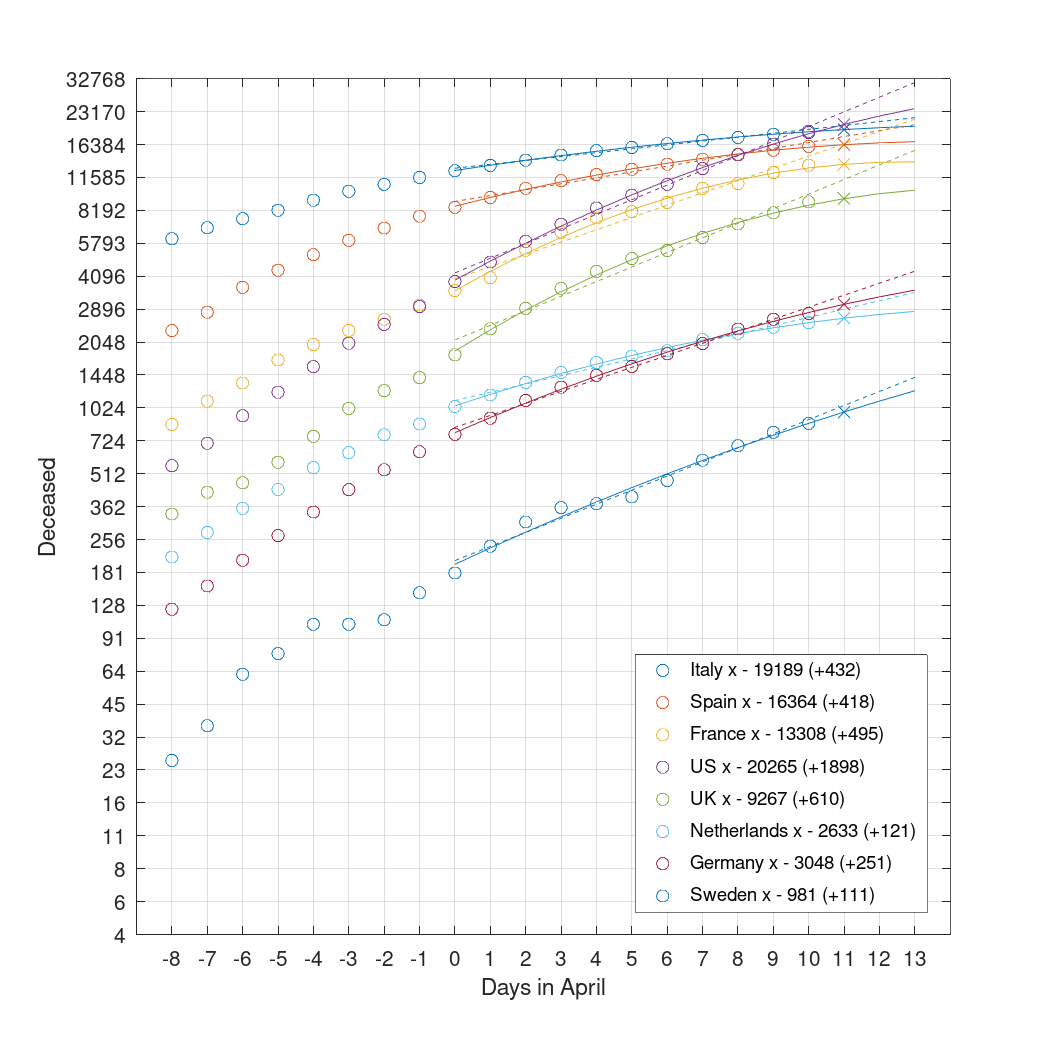 32768
23170
16384
11585
8192
5793
4096
2896
2048
1448
1024
724
512
362
256
181
128
91
64
45
32
23
16
11
8
6
4
Deceased
Italy x - 19189 (+432)
Spain x - 16364 (+418)
France x - 13308 (+495)
US x - 20265 (+1898)
UK x - 9267 (+610)
Netherlands x - 2633 (+121)
Germany x - 3048 (+251)
Sweden x - 981 (+111)
-8 -7 -6 -5 -4 -3 -2 -1 0 1 2 3 4 5 6 7 8 9 10 11 12 13
Days in April